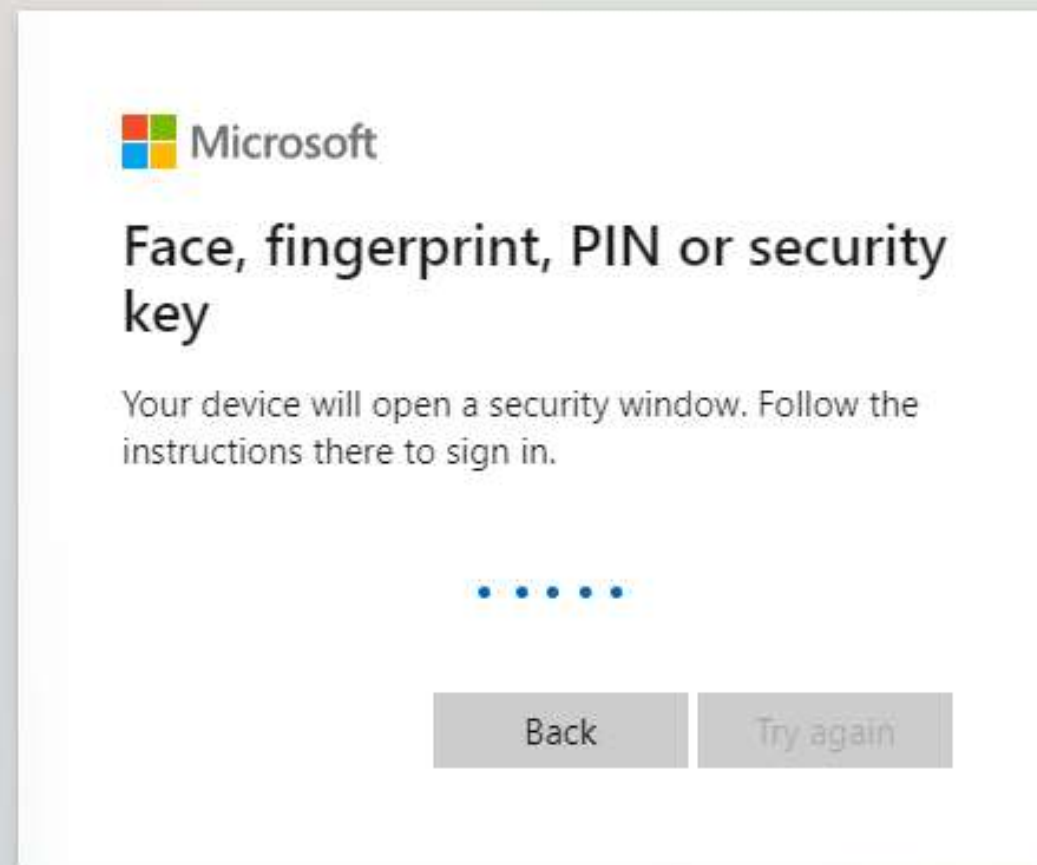 Microsoft
Face, fingerprint, PIN or security
key
Your device will open a security window. Follow the
instructions there to sign in.
Back
Try again